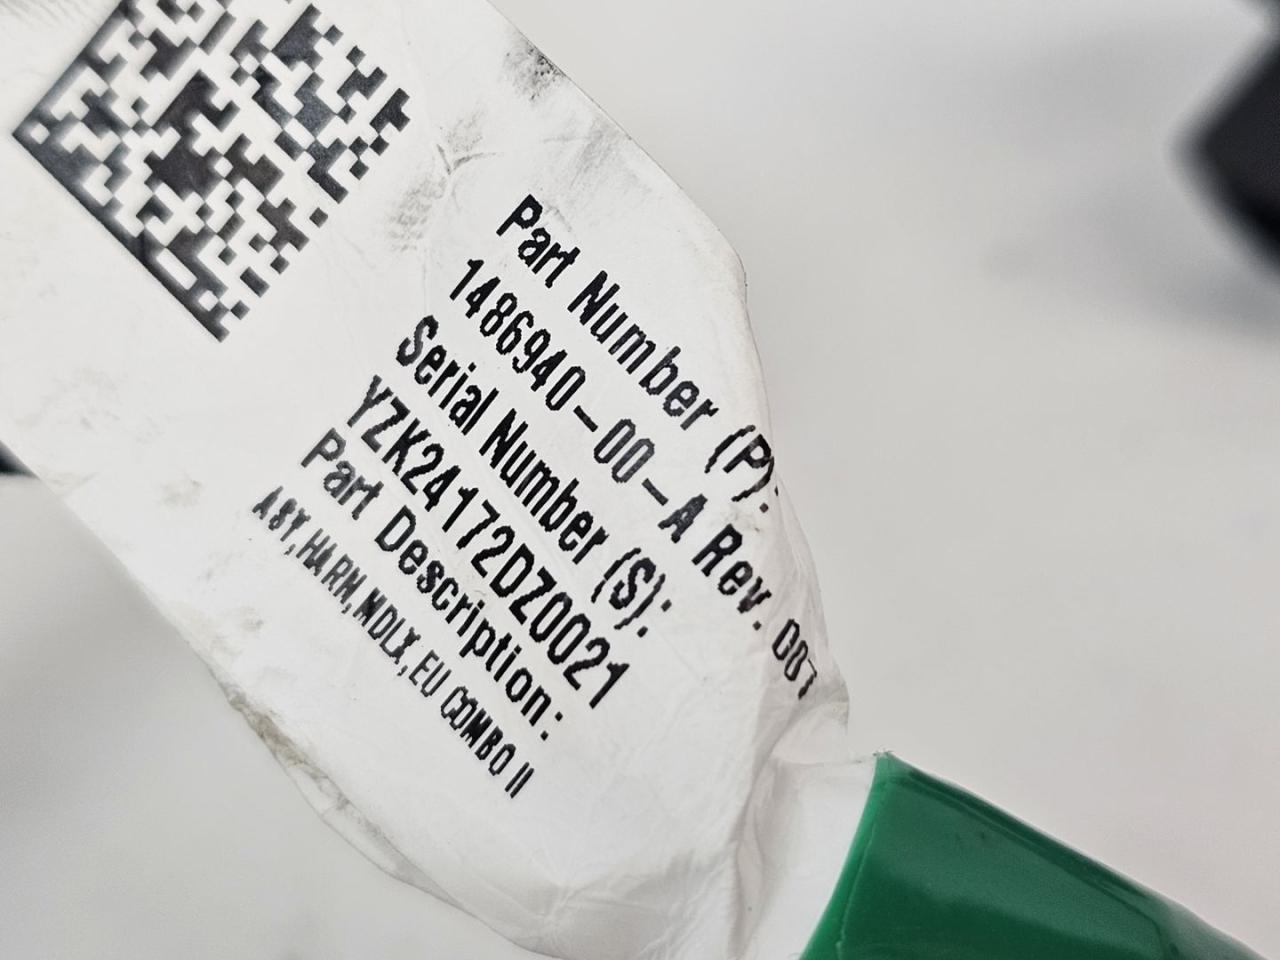 Part Number (P):
1486940-00-A Rev. 007
Serial Number (S):
YZK24172DZ0021
Part Description:
ASY,HARN,MDLX,EU COMBO II